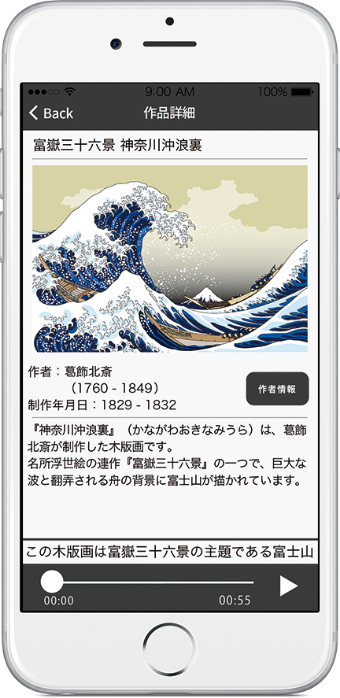 9:00 AM 100%
Back 作品詳細
富嶽三十六景 神奈川沖浪裏
作者：葛飾北斎
（1760 - 1849）
作者情報
制作年月日：1829 - 1832
『神奈川沖浪裏』（かながわおきなみうら）は、葛飾
北斎が制作した木版画です。
名所浮世絵の連作『富嶽三十六景』の一つで、巨大な
波と翻弄される舟の背景に富士山が描かれています。
この木版画は富嶽三十六景の主題である富士山
00:00 00:55